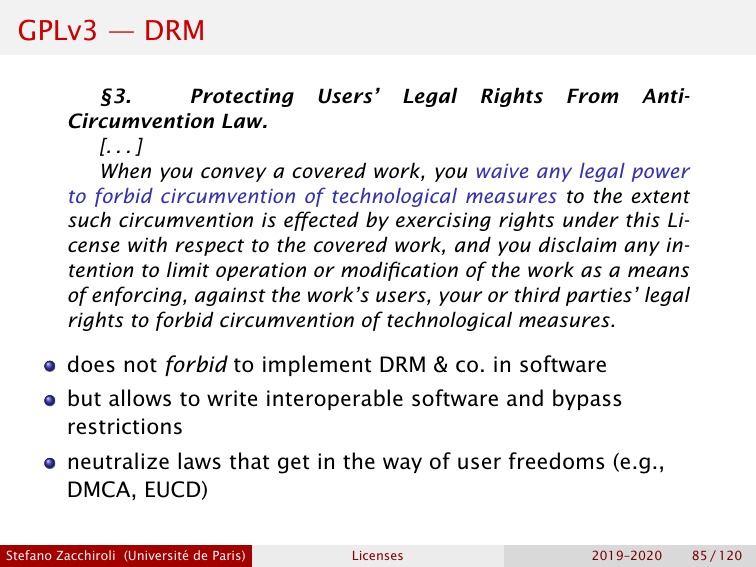 GPLv3 — DRM
§3. Protecting Users’ Legal Rights From Anti-
Circumvention Law.
[...]
When you convey a covered work, you waive any legal power
to forbid circumvention of technological measures to the extent
such circumvention is effected by exercising rights under this Li-
cense with respect to the covered work, and you disclaim any in-
tention to limit operation or modification of the work as a means
of enforcing, against the work’s users, your or third parties’ legal
rights to forbid circumvention of technological measures.
does not forbid to implement DRM & co. in software
but allows to write interoperable software and bypass
restrictions
neutralize laws that get in the way of user freedoms (e.g.,
DMCA, EUCD)
Stefano Zacchiroli (Université de Paris) Licenses 2019–2020 85 / 120